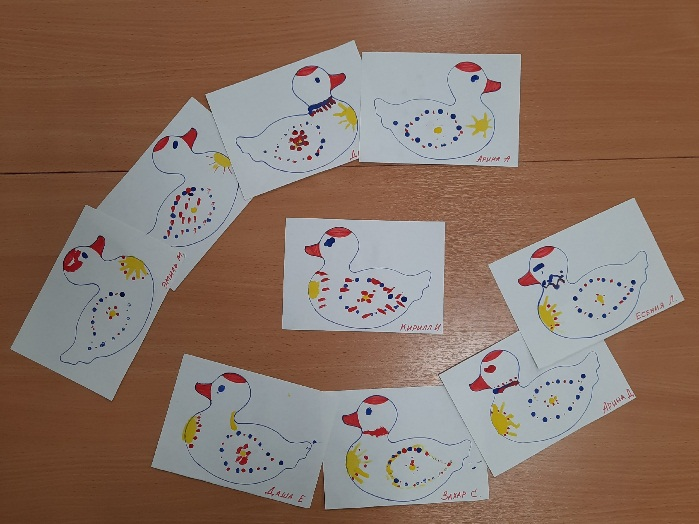 АРИНА А
КИРИЛЛ И
ЕСЕНИЯ Л.
АРИНА Д
ДАША Е
ЗАХАР С